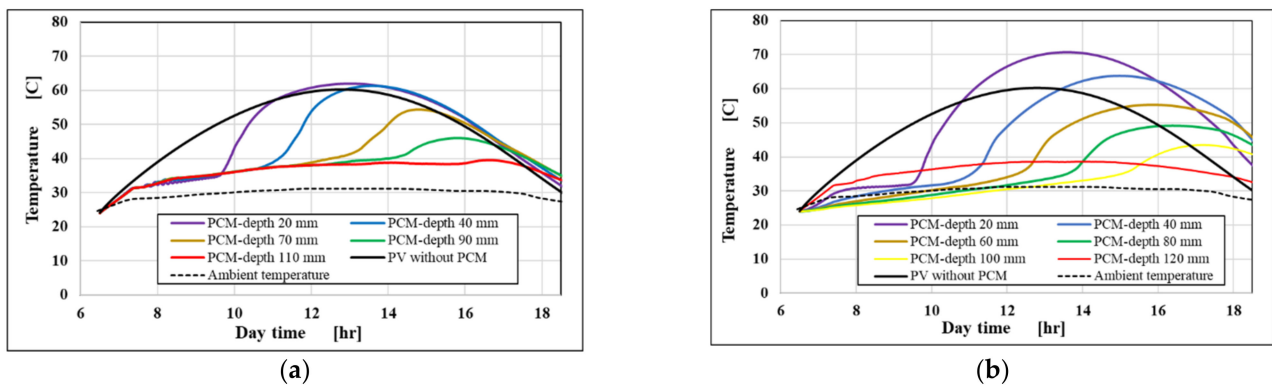 80
70
60
50
40
30
20
10
0
Temperature [C]
PCM-depth 20 mm
PCM-depth 40 mm
PCM-depth 70 mm
PCM-depth 90 mm
PCM-depth 110 mm
PV without PCM
Ambient temperature
6 8 10 12 14 16 18
Day time [hr]
(a)
80
70
60
50
40
30
20
10
0
Temperature [C]
PCM-depth 20 mm
PCM-depth 40 mm
PCM-depth 60 mm
PCM-depth 80 mm
PCM-depth 100 mm
PCM-depth 120 mm
PV without PCM
Ambient temperature
6 8 10 12 14 16 18
Day time [hr]
(b)